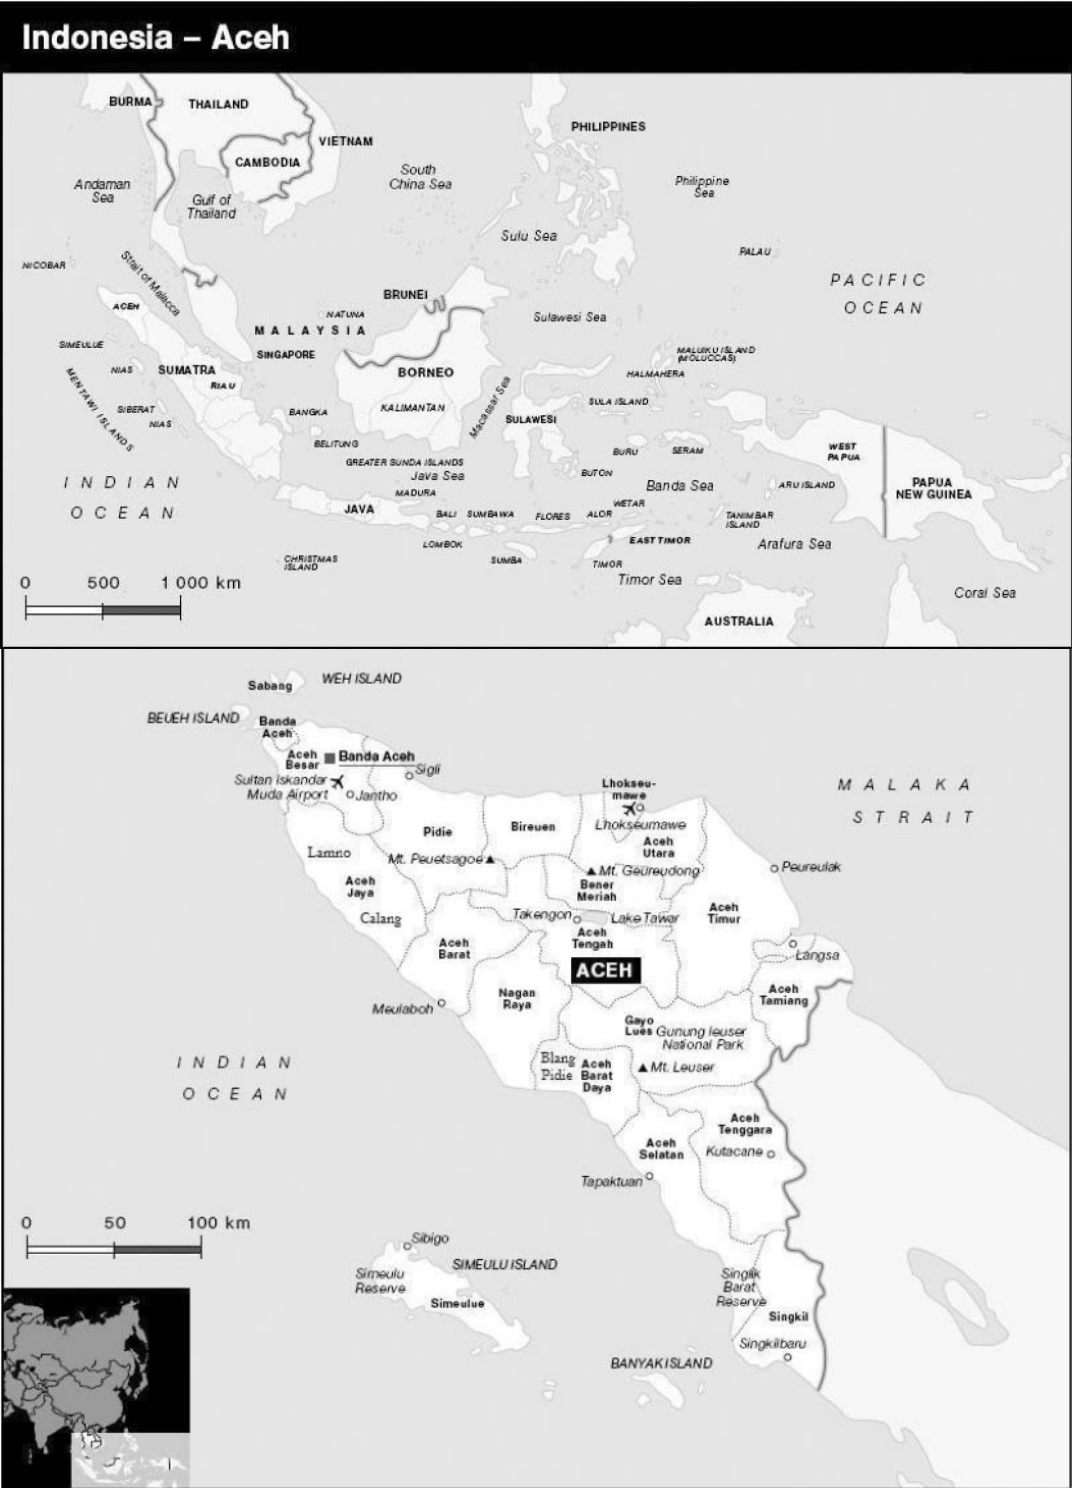 Indonesia – Aceh
BURMA
THAILAND
VIETNAM
CAMBODIA
PHILIPPINES
Andaman
Sea
Gulf of
Thailand
South
China Sea
Philippine
Sea
Sulu Sea
NICOBAR
Strait of Malacca
PALAU
PACIFIC
OCEAN
ACEH
BRUNEI
NATUNA
MALAYSIA
Sulawesi Sea
SIMEULUE
SINGAPORE
MALUIKU ISLAND
(MOLUCCAS)
NIAS
SUMATRA
BORNEO
HALMAHERA
RIAU
MENTAWI ISLANDS
SIBERAT
NIAS
BANGKA
KALIMANTAN
Macassar Sea
SULAWESI
SULA ISLAND
BELITUNG
BURU
SERAM
WEST
PAPUA
GREATER SUNDA ISLANDS
Java Sea
BUTON
Banda Sea
ARU ISLAND
PAPUA
NEW GUINEA
INDIAN
OCEAN
MADURA
JAVA
BALI
SUMBAWA
FLORES
ALOR
WETAR
TANIMBAR
ISLAND
LOMBOK
EAST TIMOR
Arafura Sea
CHRISTMAS
ISLAND
SUMBA
TIMOR
Timor Sea
Coral Sea
AUSTRALIA
0 500 1 000 km
Sabang
WEH ISLAND
BEUEH ISLAND
Banda
Aceh
Aceh
Besar
Banda Aceh
Sigli
Sultan Iskandar
Muda Airport
Jantho
Lhokseu-
mawe
Lhokseumawe
MALAKA
STRAIT
Pidie
Bireuen
Aceh
Utara
Lamno
Mt. Peuetsagoe
Mt. Geureudong
Peureulak
Aceh
Jaya
Bener
Meriah
Calang
Takengon
Lake Tawar
Aceh
Timur
Aceh
Barat
Aceh
Tengah
ACEH
Langsa
Nagan
Raya
Aceh
Tamiang
Meulaboh
Gayo
Lues
Gunung leuser
National Park
INDIAN
OCEAN
Blang
Pidie
Aceh
Barat
Daya
Mt. Leuser
Aceh
Tenggara
Aceh
Selatan
Kutacane
Tapaktuan
0 50 100 km
Sibigo
SIMEULU ISLAND
Simeulu
Reserve
Simeulue
Singlik
Barat
Reserve
Singkil
Singkilbaru
BANYAK ISLAND